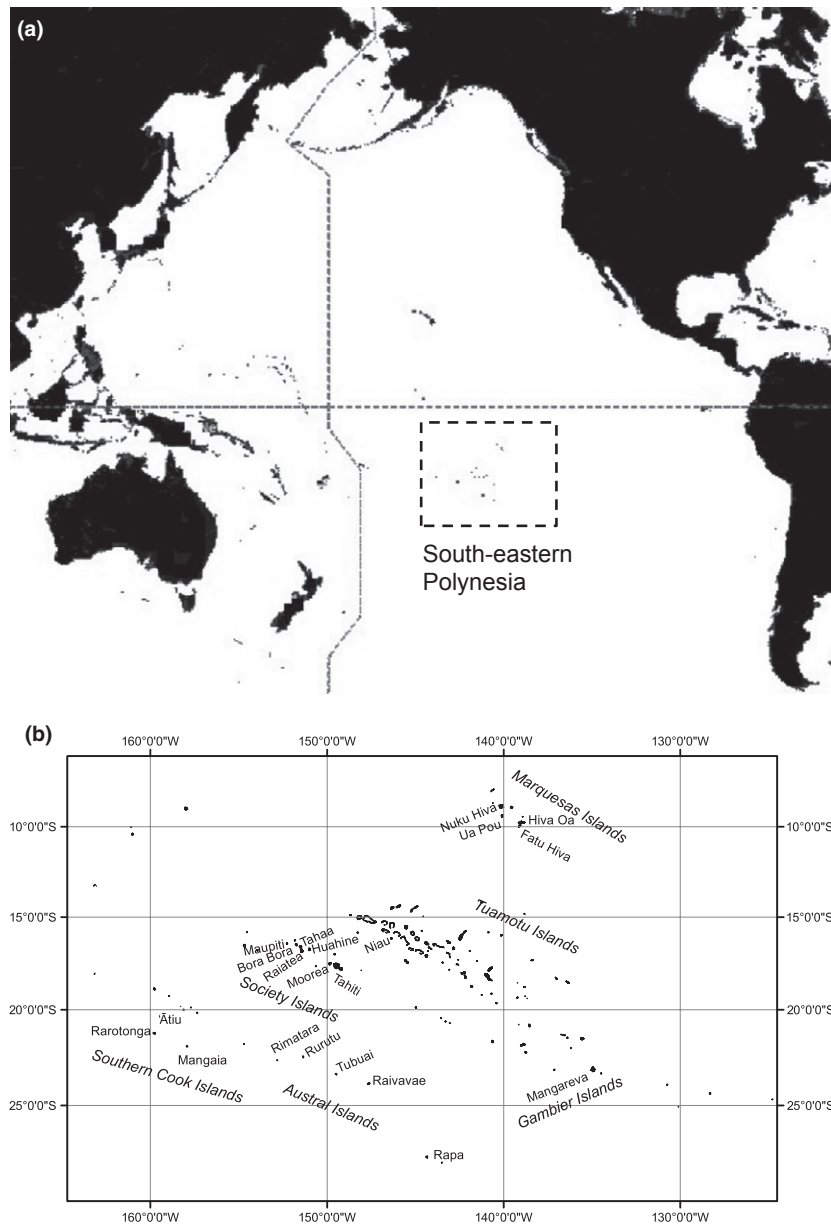 (a)
South-eastern
Polynesia
(b)
160°0'0"W 150°0'0"W 140°0'0"W 130°0'0"W
Marquesas Islands
Nuku Hiva
Hiva Oa
10°0'0"S 10°0'0"S
Ua Pou
Fatu Hiva
15°0'0"S 15°0'0"S
Tuamotu Islands
Tahaa
Maupiti
Huahine
Niau
Bora Bora
Raiatea
Moorea
Tahiti
Society Islands
20°0'0"S 20°0'0"S
Ātiu
Rarotonga
Rimatara
Rururtu
Mangaia
Tubuai
Southern Cook Islands
Raivavae
Mangareva
Austral Islands
Gambier Islands
25°0'0"S 25°0'0"S
Rapa
160°0'0"W 150°0'0"W 140°0'0"W 130°0'0"W